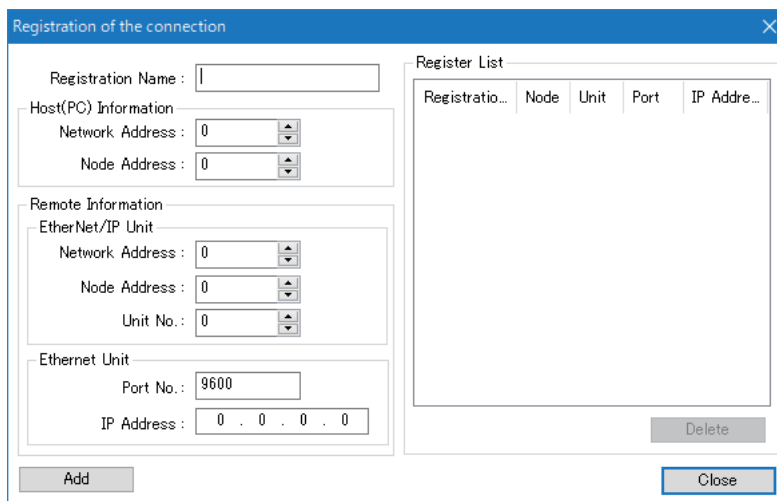 Registration of the connection
Registration Name :
Host(PC) Information
Network Address : 0
Node Address : 0
Remote Information
EtherNet/IP Unit
Network Address : 0
Node Address : 0
Unit No. : 0
Ethernet Unit
Port No. : 9600
IP Address : 0 . 0 . 0 . 0
Add
Register List
Registratio... Node Unit Port IP Addre...
Delete
Close